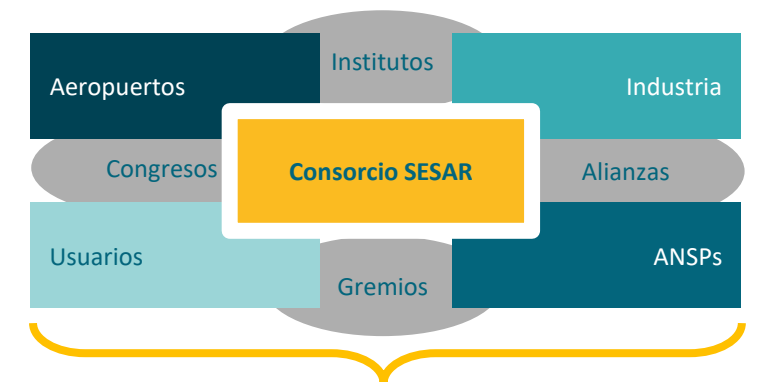 Institutos
Aeropuertos
Industria
Congresos
Consorcio SESAR
Alianzas
Usuarios
ANSPs
Gremios